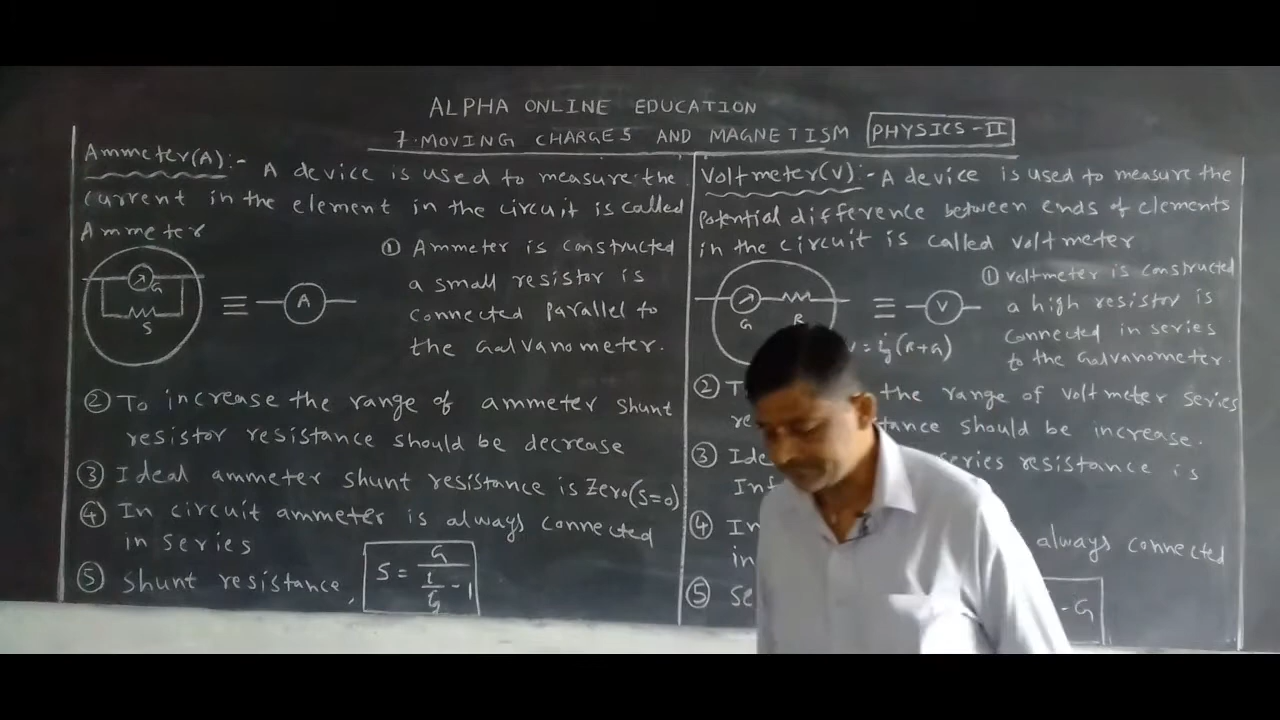 ALPHA ONLINE EDUCATION
7. MOVING CHARGES AND MAGNETISM PHYSICS-II
Ammeter(A):- A device is used to measure the
current in the element in the circuit is called
Ammeter
① Ammeter is constructed
a small resistor is
connected parallel to
the Galvanometer.
G
S
≡
A
② To increase the range of ammeter shunt
resistor resistance should be decrease
③ Ideal ammeter shunt resistance is Zero(S=0)
④ In circuit ammeter is always connected
in series
⑤ Shunt resistance, S = G/(i/ig - 1)
Voltmeter(V):- A device is used to measure the
Potential difference between ends of elements
in the circuit is called voltmeter
① voltmeter is constructed
a high resistor is
connected in series
to the Galvanometer
G
R
≡
V
V = ig(R+G)
② the range of voltmeter series
should be increase.
③ series resistance is
④ In always connected
in
⑤ - G